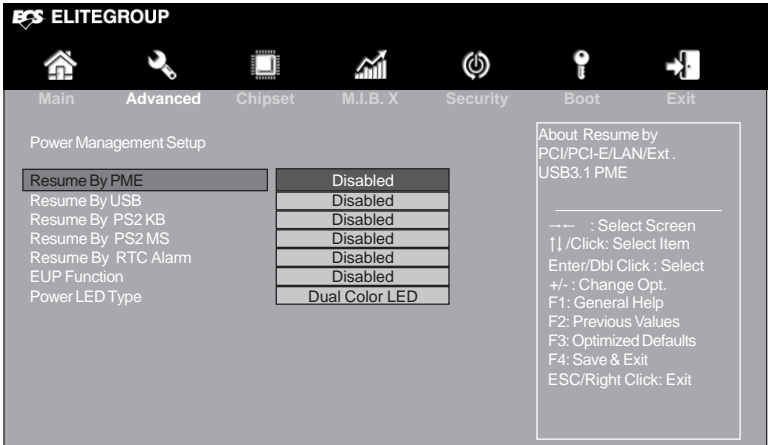 ECS ELITEGROUP
Main Advanced Chipset M.I.B. X Security Boot Exit
Power Management Setup
Resume By PME Disabled
Resume By USB Disabled
Resume By PS2 KB Disabled
Resume By PS2 MS Disabled
Resume By RTC Alarm Disabled
EUP Function Disabled
Power LED Type Dual Color LED
About Resume by
PCI/PCI-E/LAN/Ext .
USB3.1 PME
→← : Select Screen
↑↓/Click: Select Item
Enter/Dbl Click : Select
+/- : Change Opt.
F1: General Help
F2: Previous Values
F3: Optimized Defaults
F4: Save & Exit
ESC/Right Click: Exit